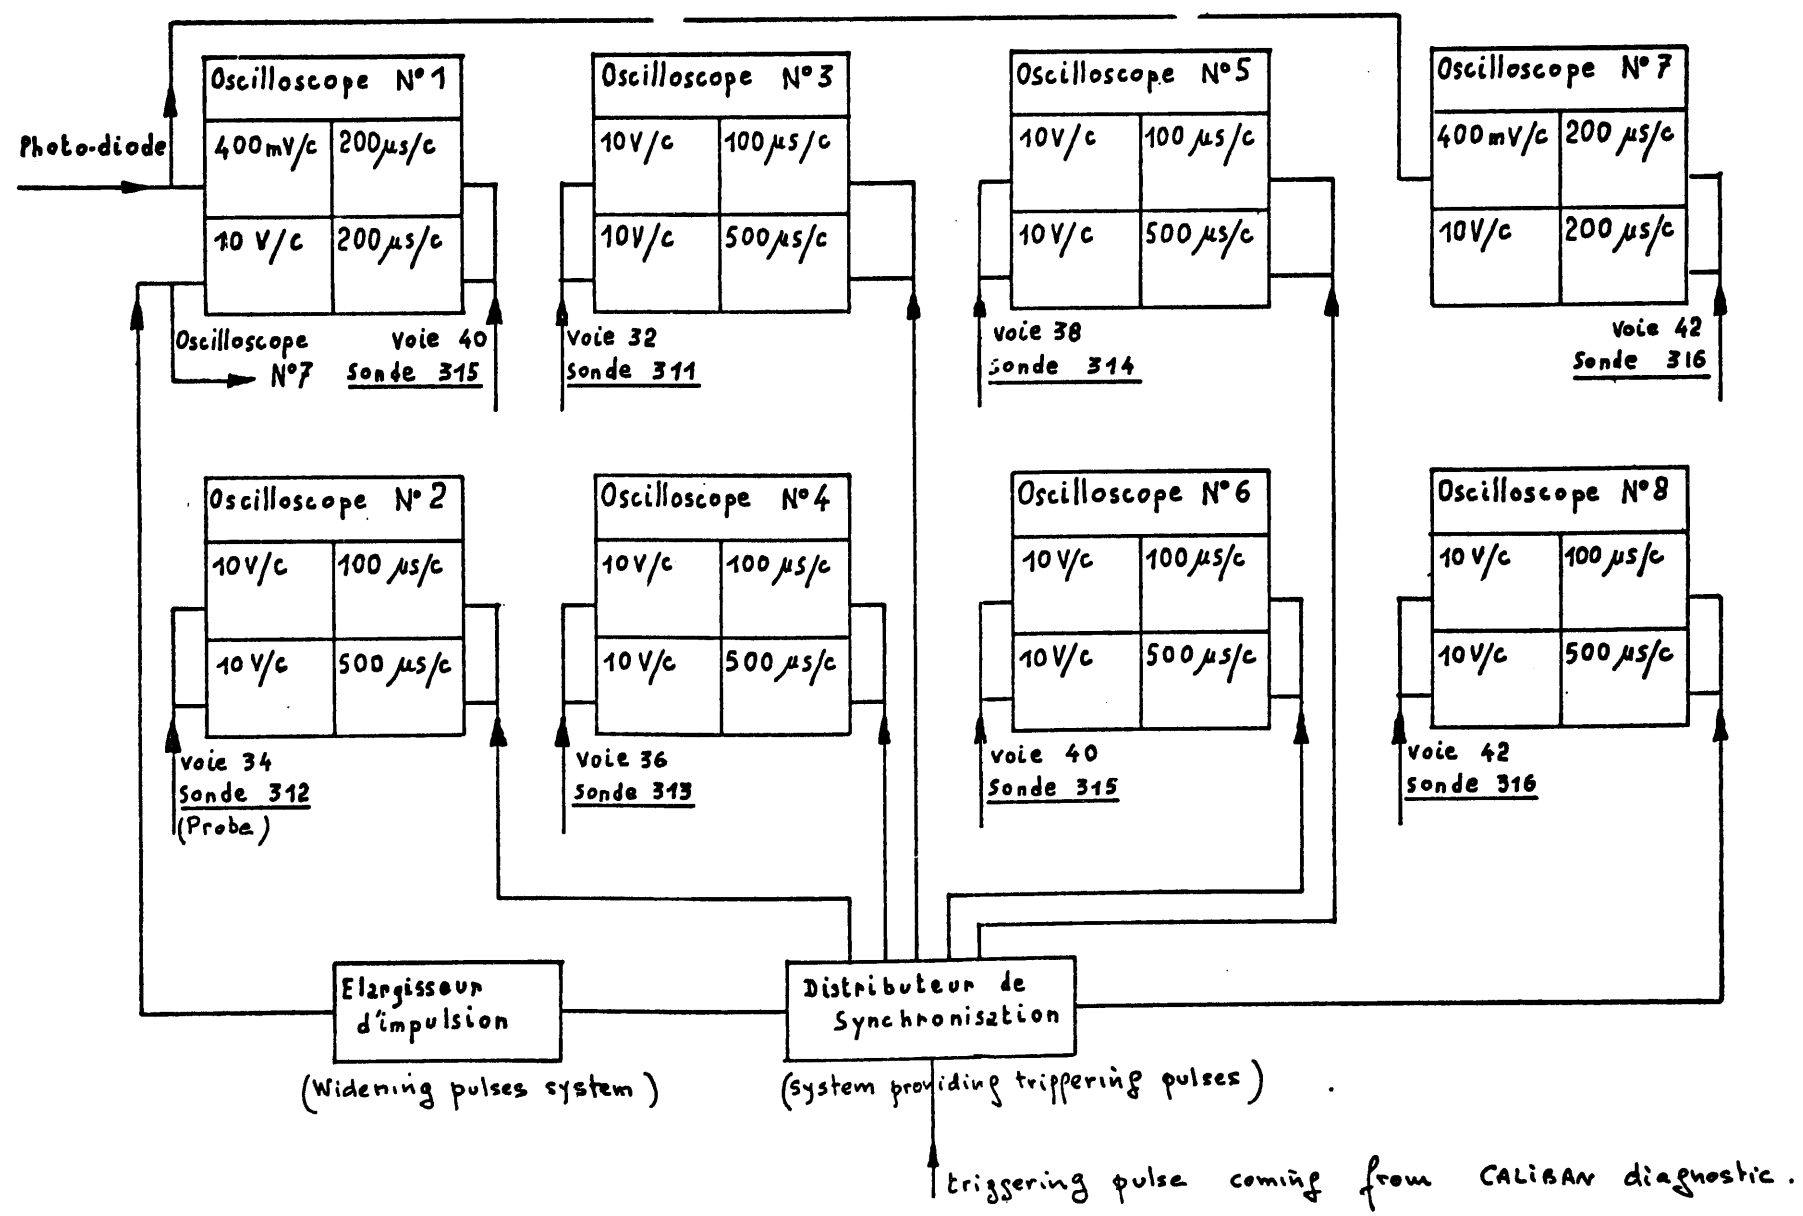 Photo-diode
Oscilloscope N°1
400mV/c 200µs/c
10 V/c 200µs/c
Oscilloscope
N°7
Voie 40
Sonde 315
Oscilloscope N°3
10V/c 100µs/c
10V/c 500µs/c
Voie 32
Sonde 311
Oscilloscope N°5
10V/c 100µs/c
10V/c 500µs/c
Voie 38
Sonde 314
Oscilloscope N°7
400mV/c 200µs/c
10V/c 200µs/c
Voie 42
Sonde 316
Oscilloscope N°2
10V/c 100µs/c
10V/c 500µs/c
Voie 34
Sonde 312
(Probe)
Oscilloscope N°4
10V/c 100µs/c
10V/c 500µs/c
Voie 36
Sonde 313
Oscilloscope N°6
10V/c 100µs/c
10V/c 500µs/c
Voie 40
Sonde 315
Oscilloscope N°8
10V/c 100µs/c
10V/c 500µs/c
Voie 42
Sonde 316
Elargisseur
d'impulsion
(Widening pulses system)
Distributeur de
Synchronisation
(system providing triggering pulses)
triggering pulse coming from CALIBAN diagnostic.